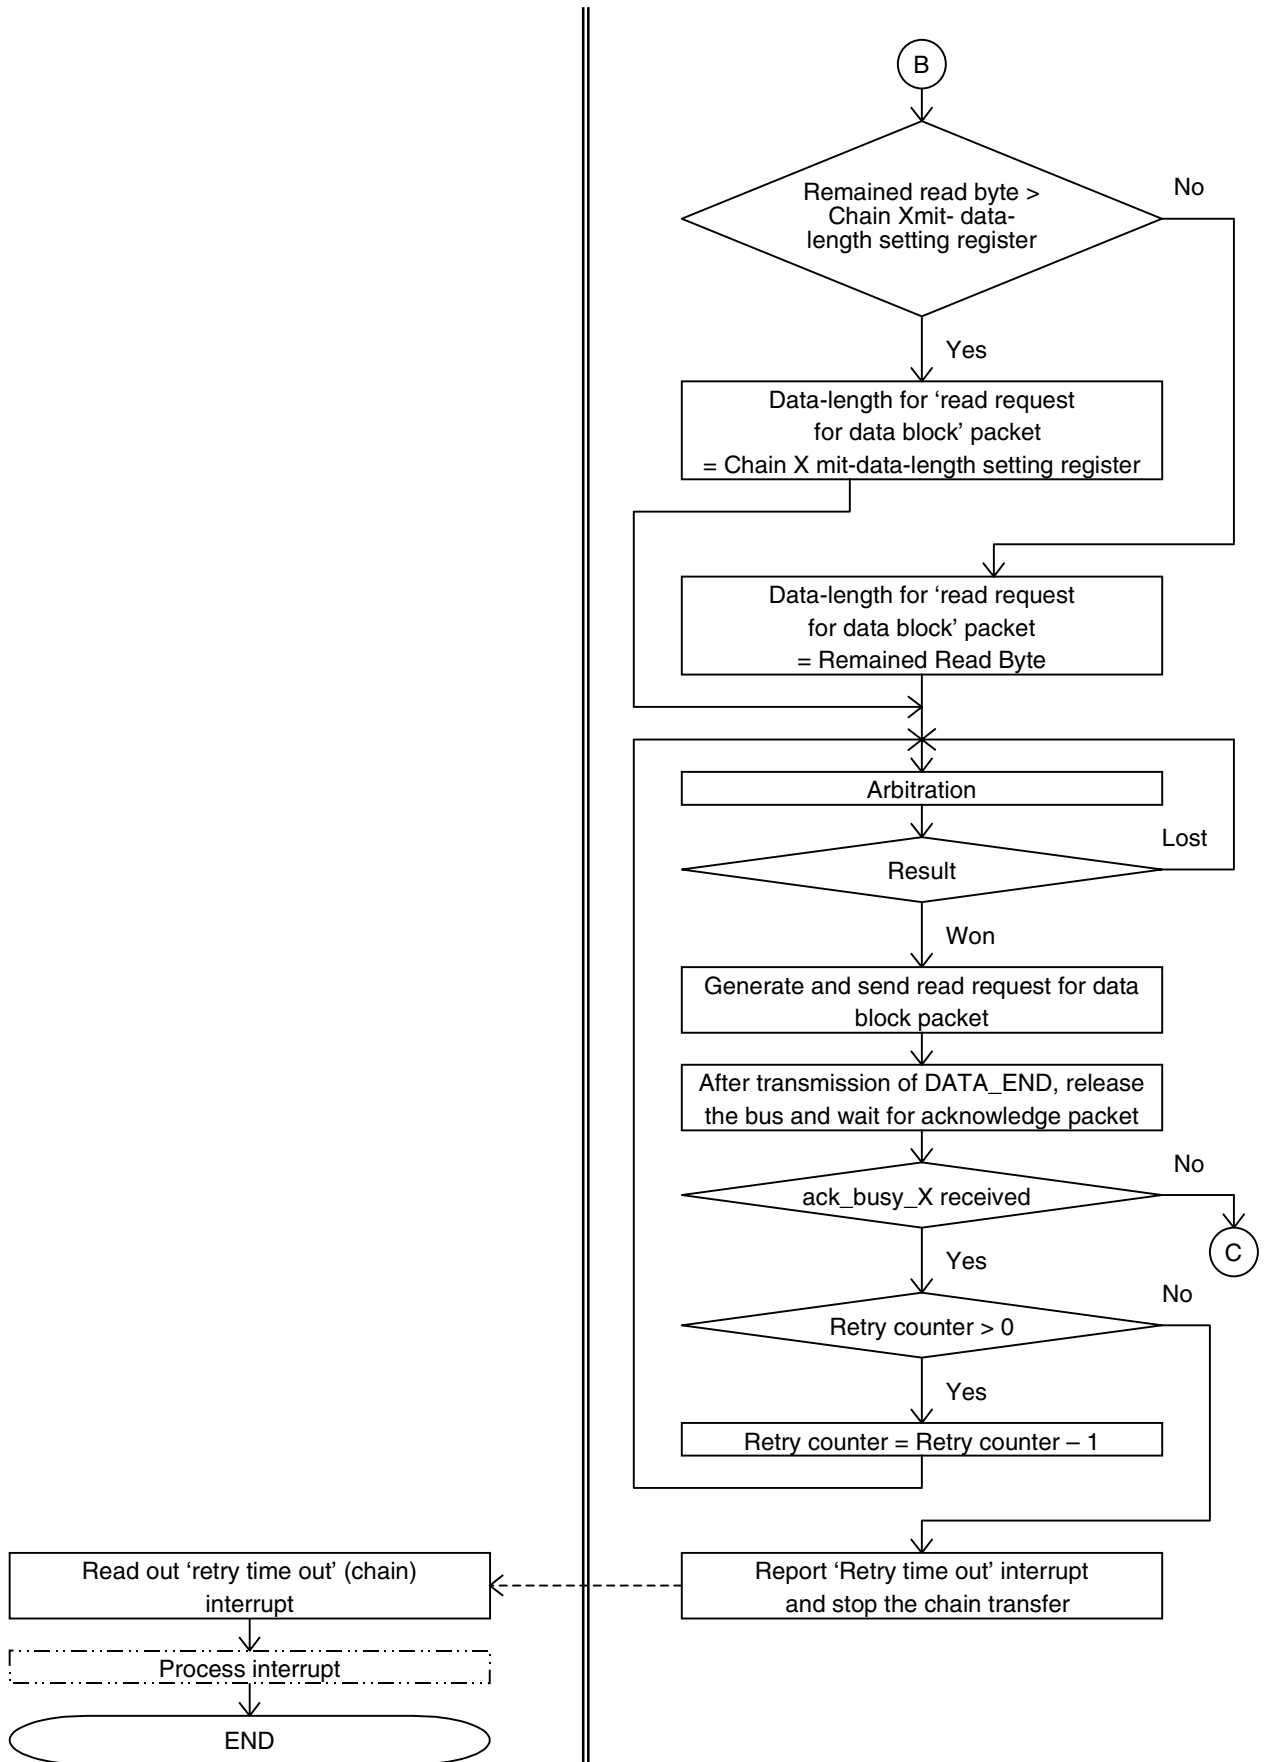 B
Remained read byte >
Chain Xmit- data-
length setting register
No
Yes
Data-length for ‘read request
for data block’ packet
= Chain X mit-data-length setting register
Data-length for ‘read request
for data block’ packet
= Remained Read Byte
Arbitration
Lost
Result
Won
Generate and send read request for data
block packet
After transmission of DATA_END, release
the bus and wait for acknowledge packet
No
ack_busy_X received
C
Yes
No
Retry counter > 0
Yes
Retry counter = Retry counter – 1
Report ‘Retry time out’ interrupt
and stop the chain transfer
Read out ‘retry time out’ (chain)
interrupt
Process interrupt
END